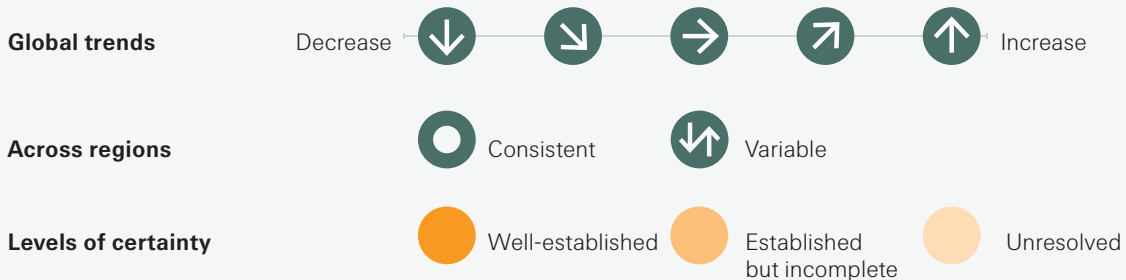 Global trends Decrease Increase
Across regions Consistent Variable
Levels of certainty Well-established Established Unresolved
but incomplete